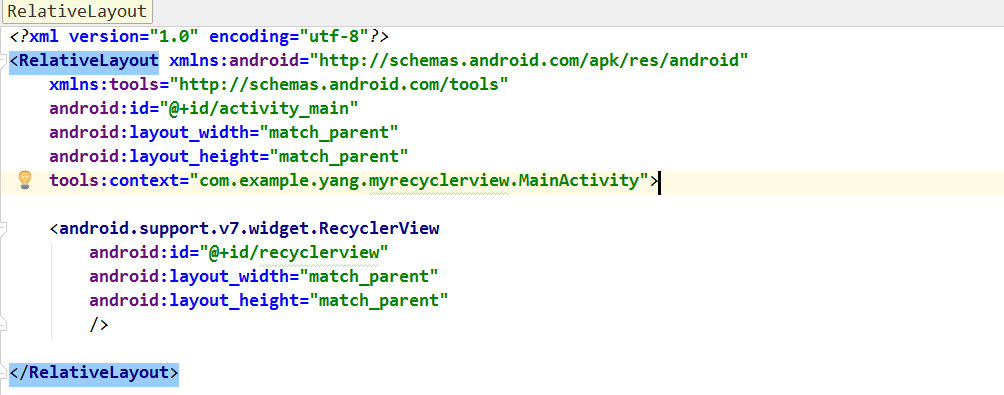 RelativeLayout
<?xml version="1.0" encoding="utf-8"?>
<RelativeLayout xmlns:android="http://schemas.android.com/apk/res/android"
    xmlns:tools="http://schemas.android.com/tools"
    android:id="@+id/activity_main"
    android:layout_width="match_parent"
    android:layout_height="match_parent"
    tools:context="com.example.yang.myrecyclerview.MainActivity">
    <android.support.v7.widget.RecyclerView
        android:id="@+id/recyclerview"
        android:layout_width="match_parent"
        android:layout_height="match_parent"
        />
</RelativeLayout>